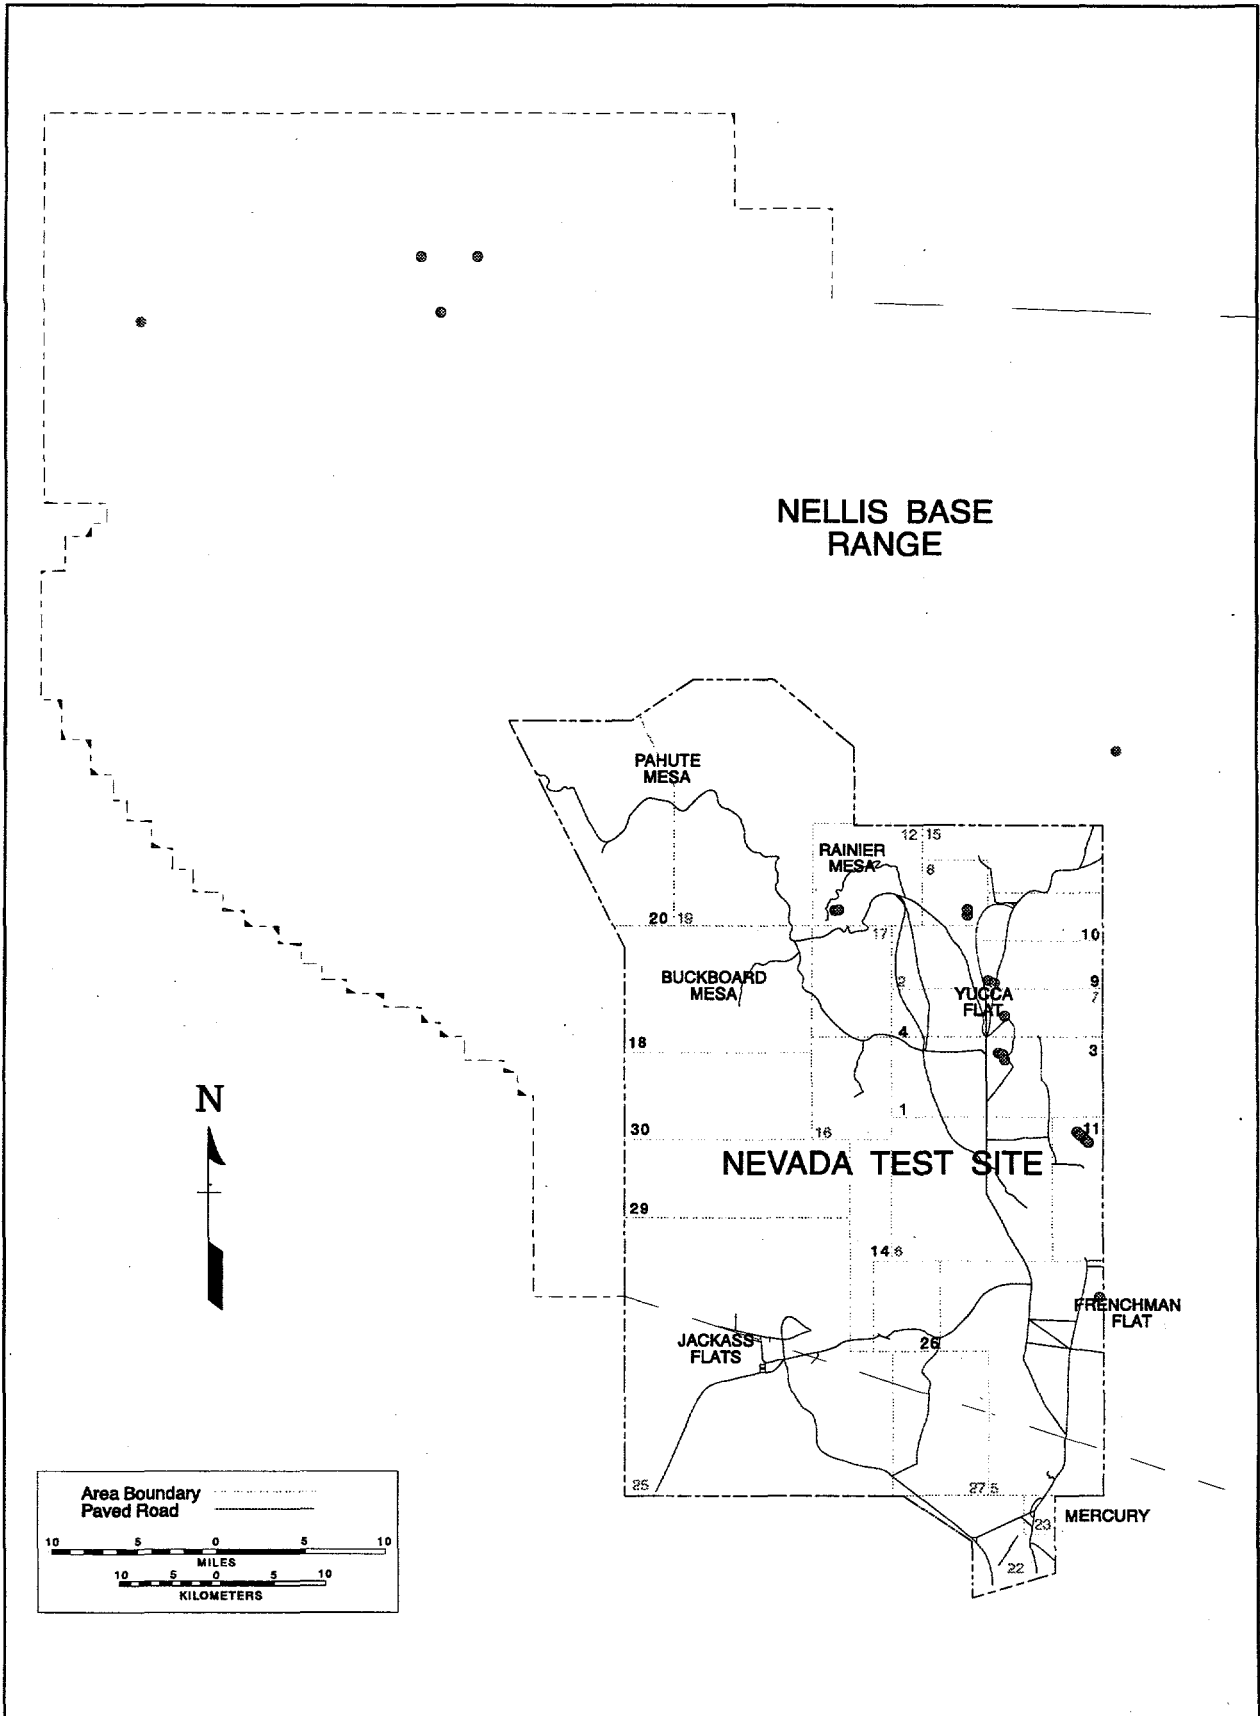 NELLIS BASE
RANGE
PAHUTE
MESA
12 15
RAINIER
MESA
8
20 19
17
10
BUCKBOARD
MESA
2
9
YUCCA
FLAT
7
18
4
3
N
1
30
16
11
NEVADA TEST SITE
29
14 6
FRENCHMAN
FLAT
JACKASS
FLATS
26
25
27 5
MERCURY
23
22
Area Boundary
Paved Road
10 5 0 5 10
MILES
10 5 0 5 10
KILOMETERS